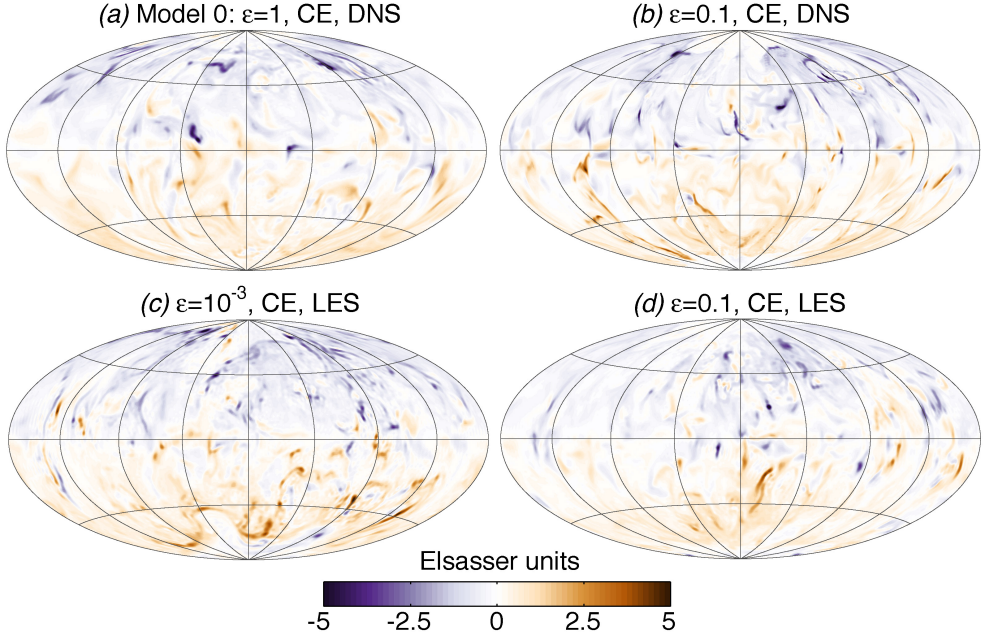 (a) Model 0: ε=1, CE, DNS
(b) ε=0.1, CE, DNS
(c) ε=10⁻³, CE, LES
(d) ε=0.1, CE, LES
Elsasser units
-5 -2.5 0 2.5 5